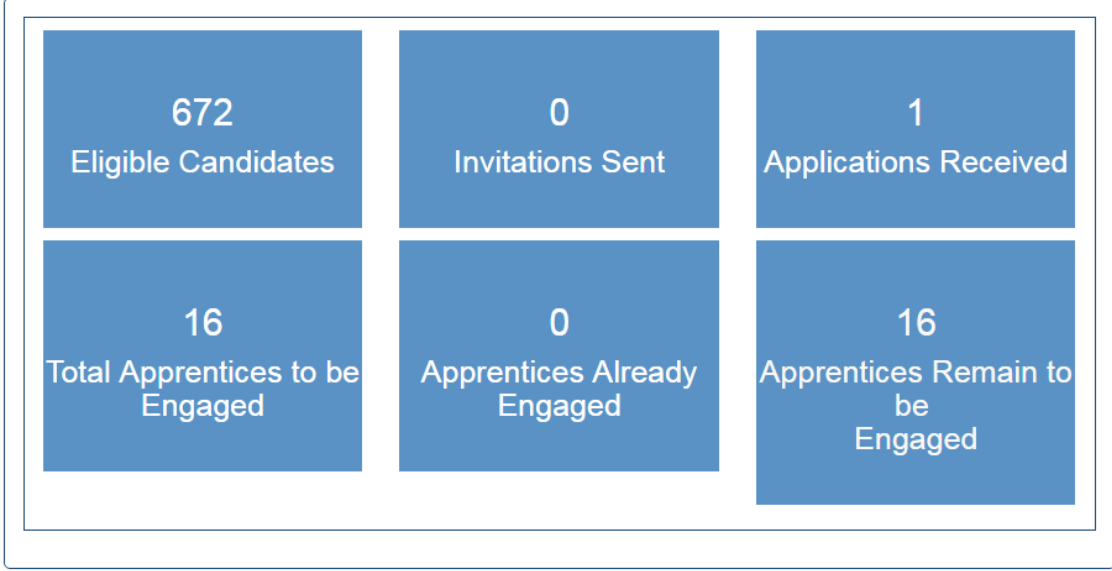 672
Eligible Candidates
0
Invitations Sent
1
Applications Received
16
Total Apprentices to be
Engaged
0
Apprentices Already
Engaged
16
Apprentices Remain to
be
Engaged